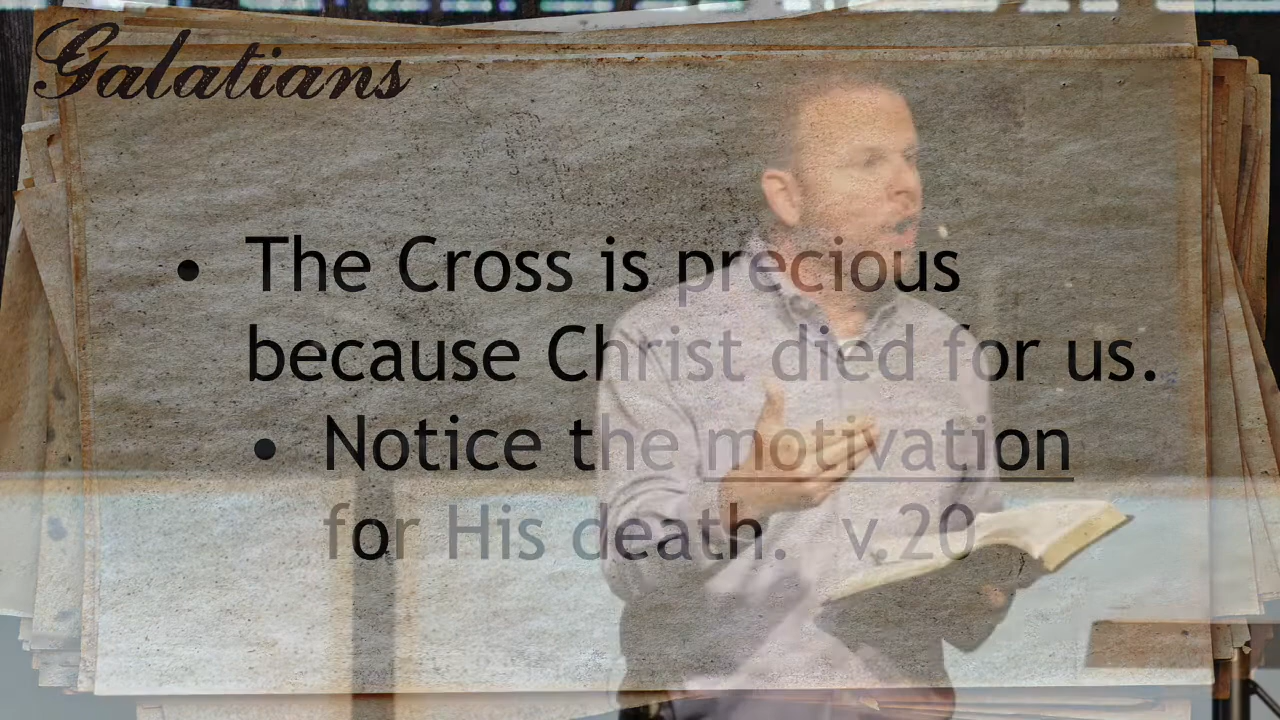 Galatians
• The Cross is precious
because Christ died for us.
• Notice the motivation
for His death. v.20